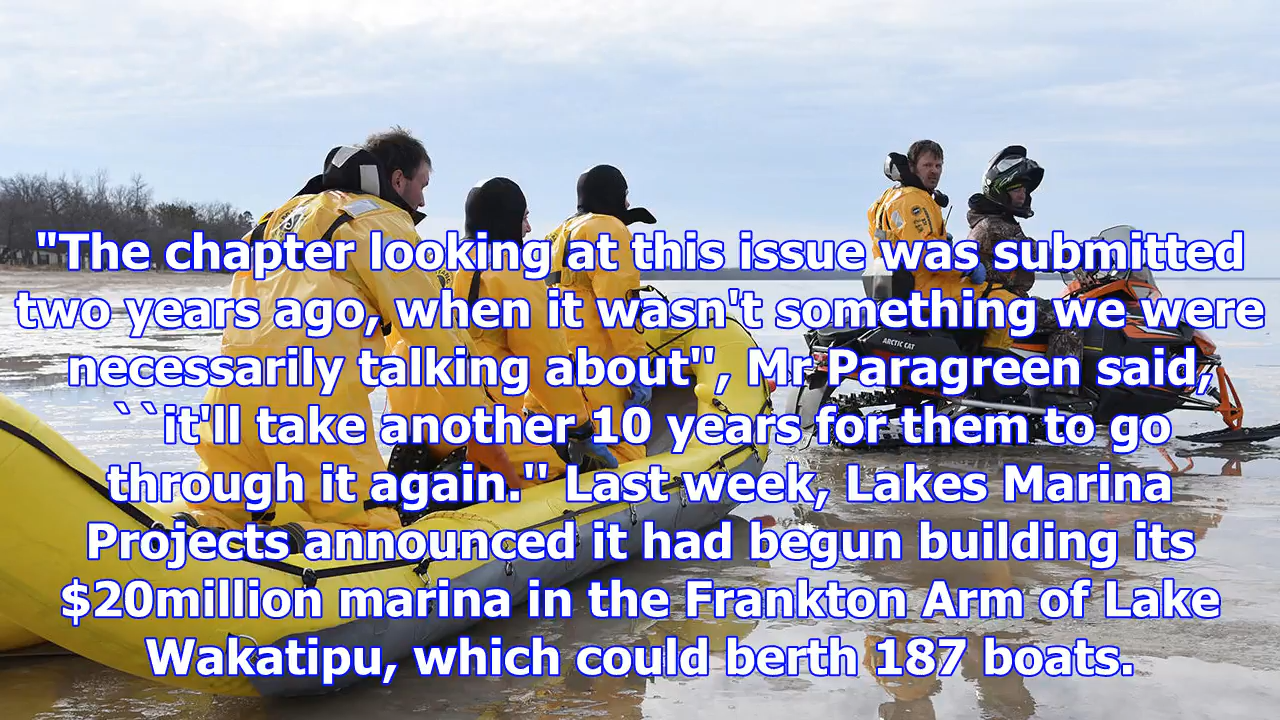 "The chapter looking at this issue was submitted
two years ago, when it wasn't something we were
necessarily talking about'', Mr Paragreen said,
``it'll take another 10 years for them to go
through it again.'' Last week, Lakes Marina
Projects announced it had begun building its
$20million marina in the Frankton Arm of Lake
Wakatipu, which could berth 187 boats.
ARCTIC CAT